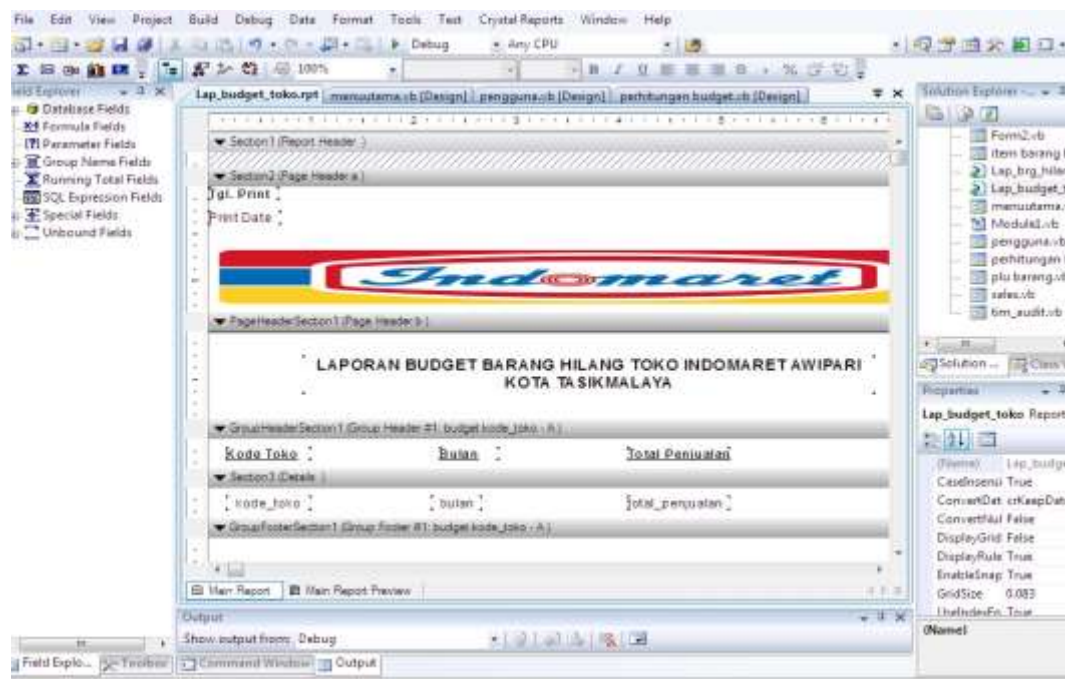 File Edit View Project Build Debug Data Format Tools Test Crystal Reports Window Help
Debug Any CPU
100%
Field Explorer
Database Fields
Formula Fields
Parameter Fields
Group Name Fields
Running Total Fields
SQL Expression Fields
Special Fields
Unbound Fields
Lap_budget_toko.rpt menuutama.vb [Design] pengguna.vb [Design] perhitungan budget.vb [Design]
Section1 (Report Header )
Section2 (Page Header a )
Tgl. Print
Print Date
Indomaret
PageHeaderSection1 (Page Header b )
LAPORAN BUDGET BARANG HILANG TOKO INDOMARET AWIPARI
KOTA TASIKMALAYA
GroupHeaderSection1 (Group Header #1: budget.kode_toko - A )
Kode Toko Bulan Total Penjualan
Section3 (Details )
kode_toko bulan total_penjualan
GroupFooterSection1 (Group Footer #1: budget.kode_toko - A )
Main Report Main Report Preview
Output
Show output from: Debug
Field Explo... Toolbox Command Window Output
Solution Explorer
Form2.vb
item barang
Lap_brg_hila
Lap_budget_t
menuutama.
Module1.vb
pengguna.vb
perhitungan
plu barang.vb
sales.vb
tim_audit.vb
Solution ... Class V
Properties
Lap_budget_toko Report
(Name) Lap_budge
CaseInsensi True
ConvertDat crKeepDat
ConvertNul False
DisplayGrid False
DisplayRule True
EnableSnap True
GridSize 0.083
UseIndexFo True
(Name)